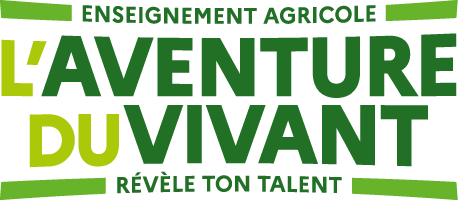 ENSEIGNEMENT AGRICOLE
L'AVENTURE
DU VIVANT
RÉVÈLE TON TALENT